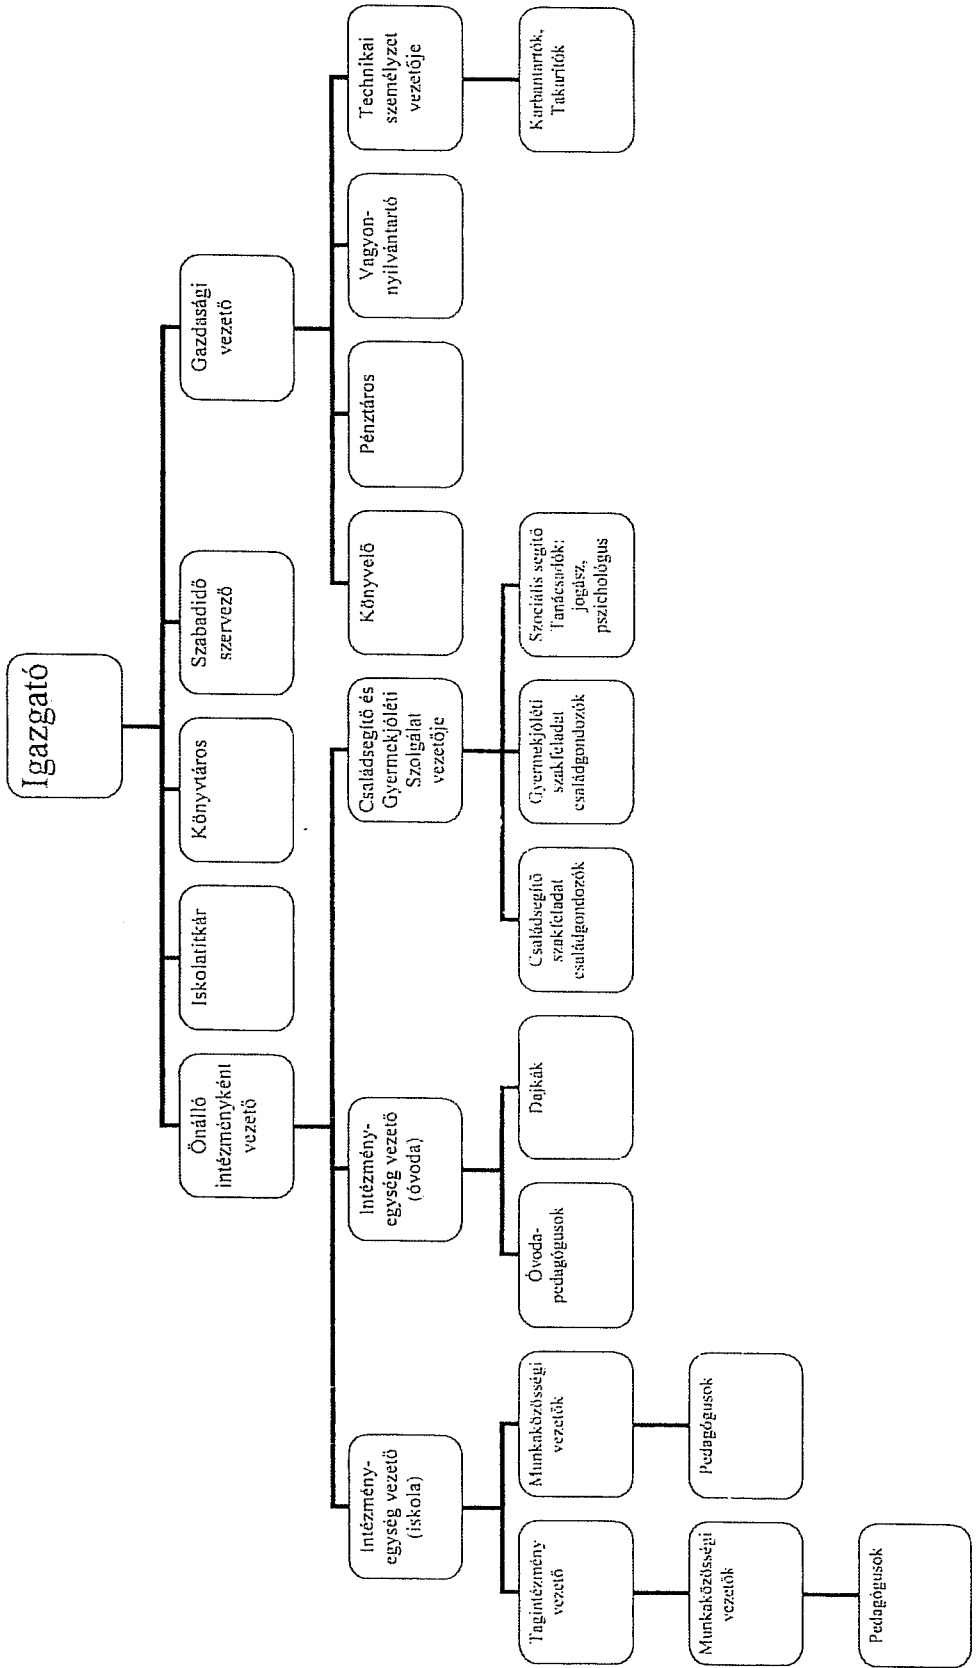 Igazgató
Önálló
intézményként
vezető
Iskolatitkár
Könyvtáros
Szabadidő
szervező
Gazdasági
vezető
Intézmény-
egység vezető
(iskola)
Intézmény-
egység vezető
(óvoda)
Családsegítő és
Gyermekjóléti
Szolgálat
vezetője
Könyvelő
Pénztáros
Vagyon-
nyilvántartó
Technikai
személyzet
vezetője
Tagintézmény
vezető
Munkaközösségi
vezetők
Óvoda-
pedagógusok
Dajkák
Családsegítő
szakfeladat
családgondozók
Gyermekjóléti
szakfeladat
családgondozók
Szociális segítő
Tanácsadók:
jogász,
pszichológus
Karbantartók,
Takarítók
Munkaközösségi
vezetők
Pedagógusok
Pedagógusok